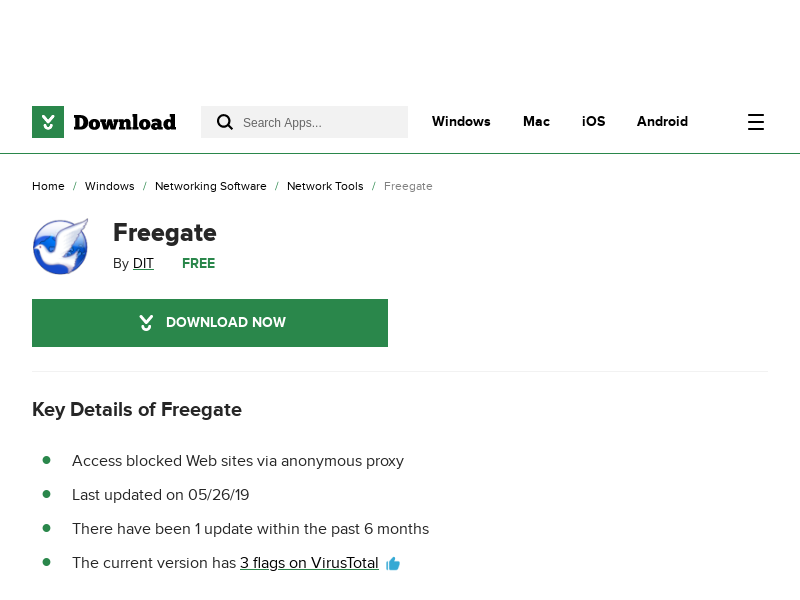 Download
Search Apps...
Windows
Mac
iOS
Android
Home / Windows / Networking Software / Network Tools / Freegate
Freegate
By DIT FREE
DOWNLOAD NOW
Key Details of Freegate
Access blocked Web sites via anonymous proxy
Last updated on 05/26/19
There have been 1 update within the past 6 months
The current version has 3 flags on VirusTotal